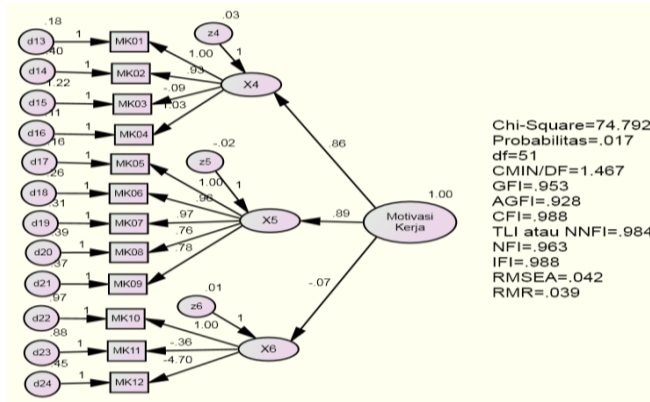 .18
.03
d13 1 MK01 z4
.40
1.00 1
d14 1 MK02 .93 X4
1.22
d15 1 MK03 -.09
1.03
.11
d16 1 MK04
.86
.16
d17 1 MK05 -.02
z5
.26
1.00 1
d18 1 MK06 .96 1.00
.31
d19 1 MK07 .97 X5 .89 Motivasi
Kerja
.39
.76
d20 1 MK08 .78
.37
d21 1 MK09
.97
.01
-.07
d22 1 MK10 z6
.88
1.00 1
d23 1 MK11 -.36 X6
.45
-4.70
d24 1 MK12
Chi-Square=74.792
Probabilitas=.017
df=51
CMIN/DF=1.467
GFI=.953
AGFI=.928
CFI=.988
TLI atau NNFI=.984
NFI=.963
IFI=.988
RMSEA=.042
RMR=.039